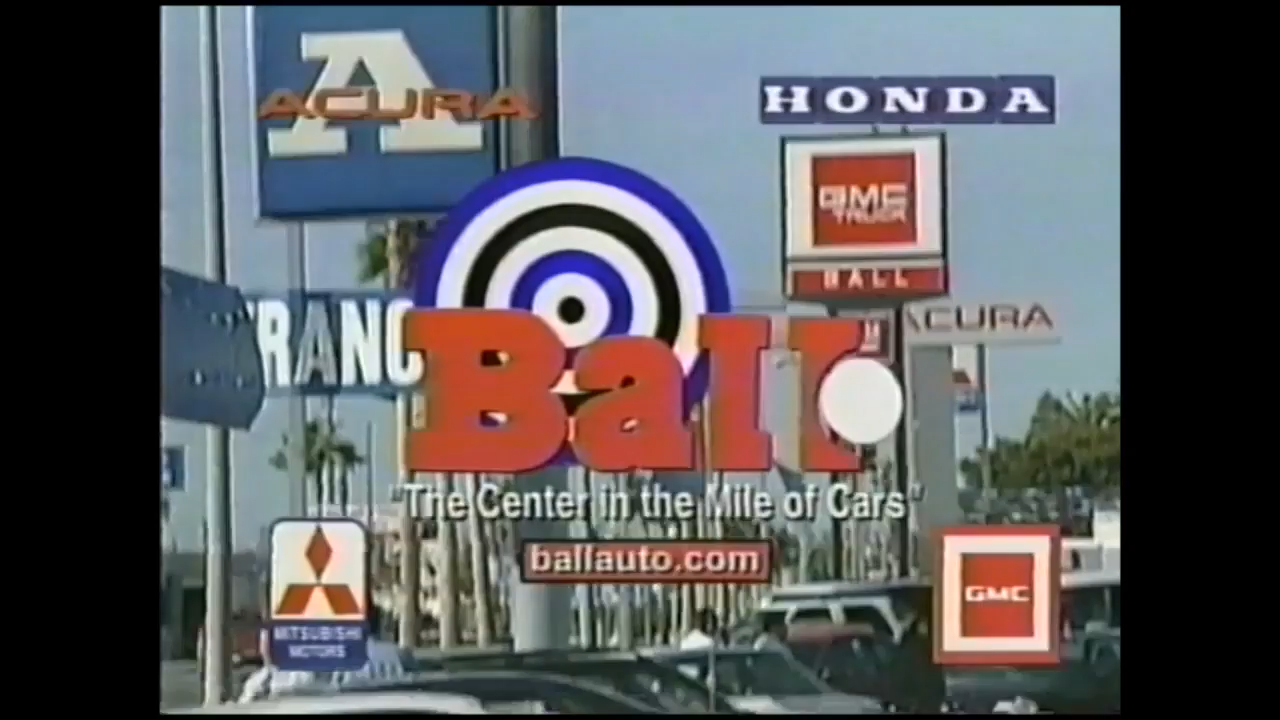 A
ACURA
HONDA
GMC
TRUCK
BALL
ACURA
RANC
Ball
"The Center in the Mile of Cars"
ballauto.com
MITSUBISHI
MOTORS
GMC